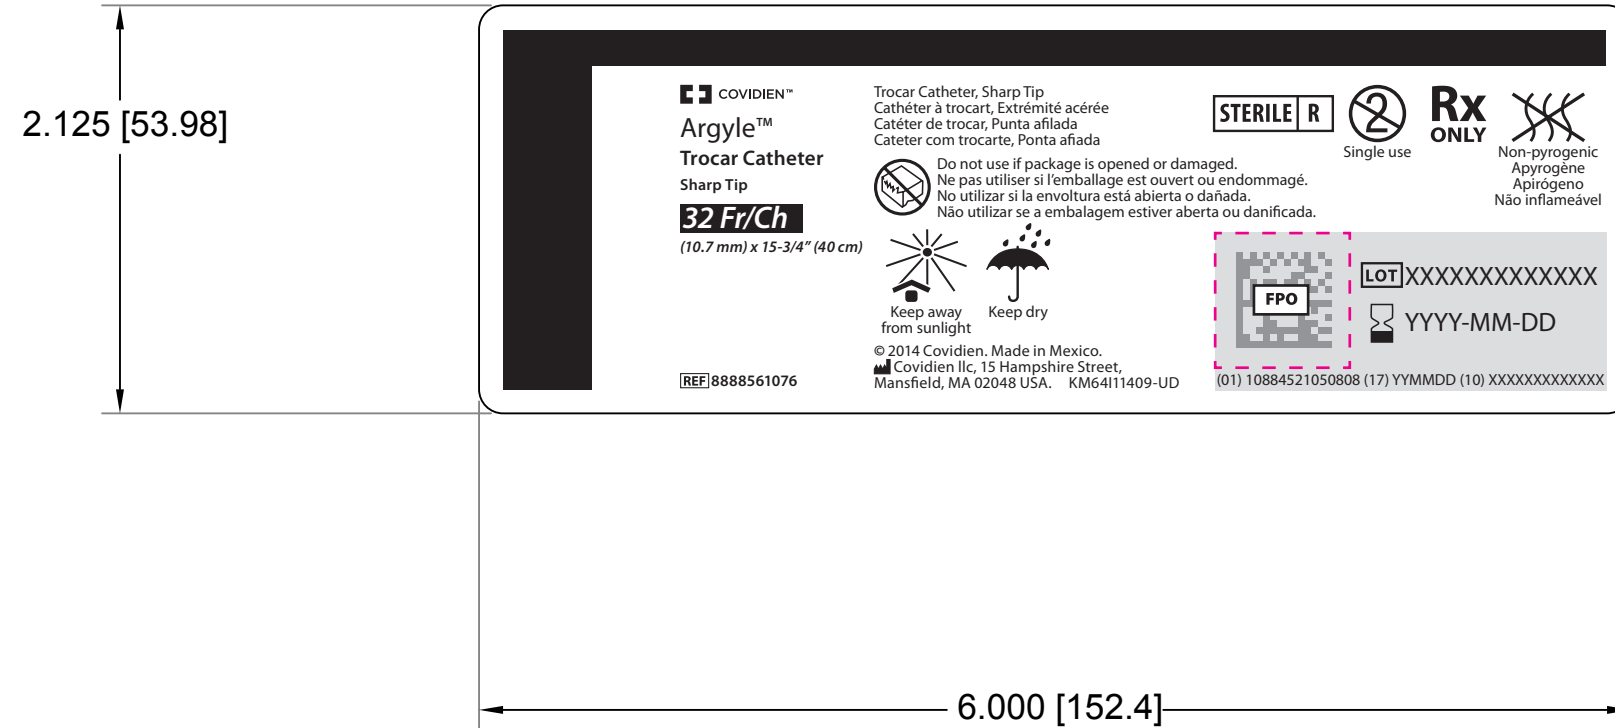 2.125 [53.98]
COVIDIEN™
Argyle™
Trocar Catheter
Sharp Tip
32 Fr/Ch
(10.7 mm) x 15-3/4” (40 cm)
REF 8888561076
Trocar Catheter, Sharp Tip
Cathéter à trocart, Extrémité acérée
Catéter de trocar, Punta afilada
Cateter com trocarte, Ponta afiada
Do not use if package is opened or damaged.
Ne pas utiliser si l’emballage est ouvert ou endommagé.
No utilizar si la envoltura está abierta o dañada.
Não utilizar se a embalagem estiver aberta ou danificada.
Keep away
from sunlight
Keep dry
© 2014 Covidien. Made in Mexico.
Covidien llc, 15 Hampshire Street,
Mansfield, MA 02048 USA. KM64I11409-UD
STERILE R
2
Single use
Rx
ONLY
Non-pyrogenic
Apyrogène
Apirógeno
Não inflameável
FPO
LOT XXXXXXXXXXXXX
YYYY-MM-DD
(01) 10884521050808 (17) YYMMDD (10) XXXXXXXXXXXXX
6.000 [152.4]